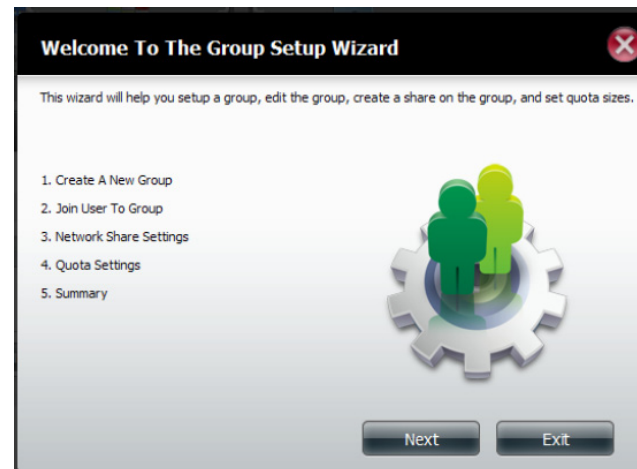 Welcome To The Group Setup Wizard
This wizard will help you setup a group, edit the group, create a share on the group, and set quota sizes.
1. Create A New Group
2. Join User To Group
3. Network Share Settings
4. Quota Settings
5. Summary
Next Exit